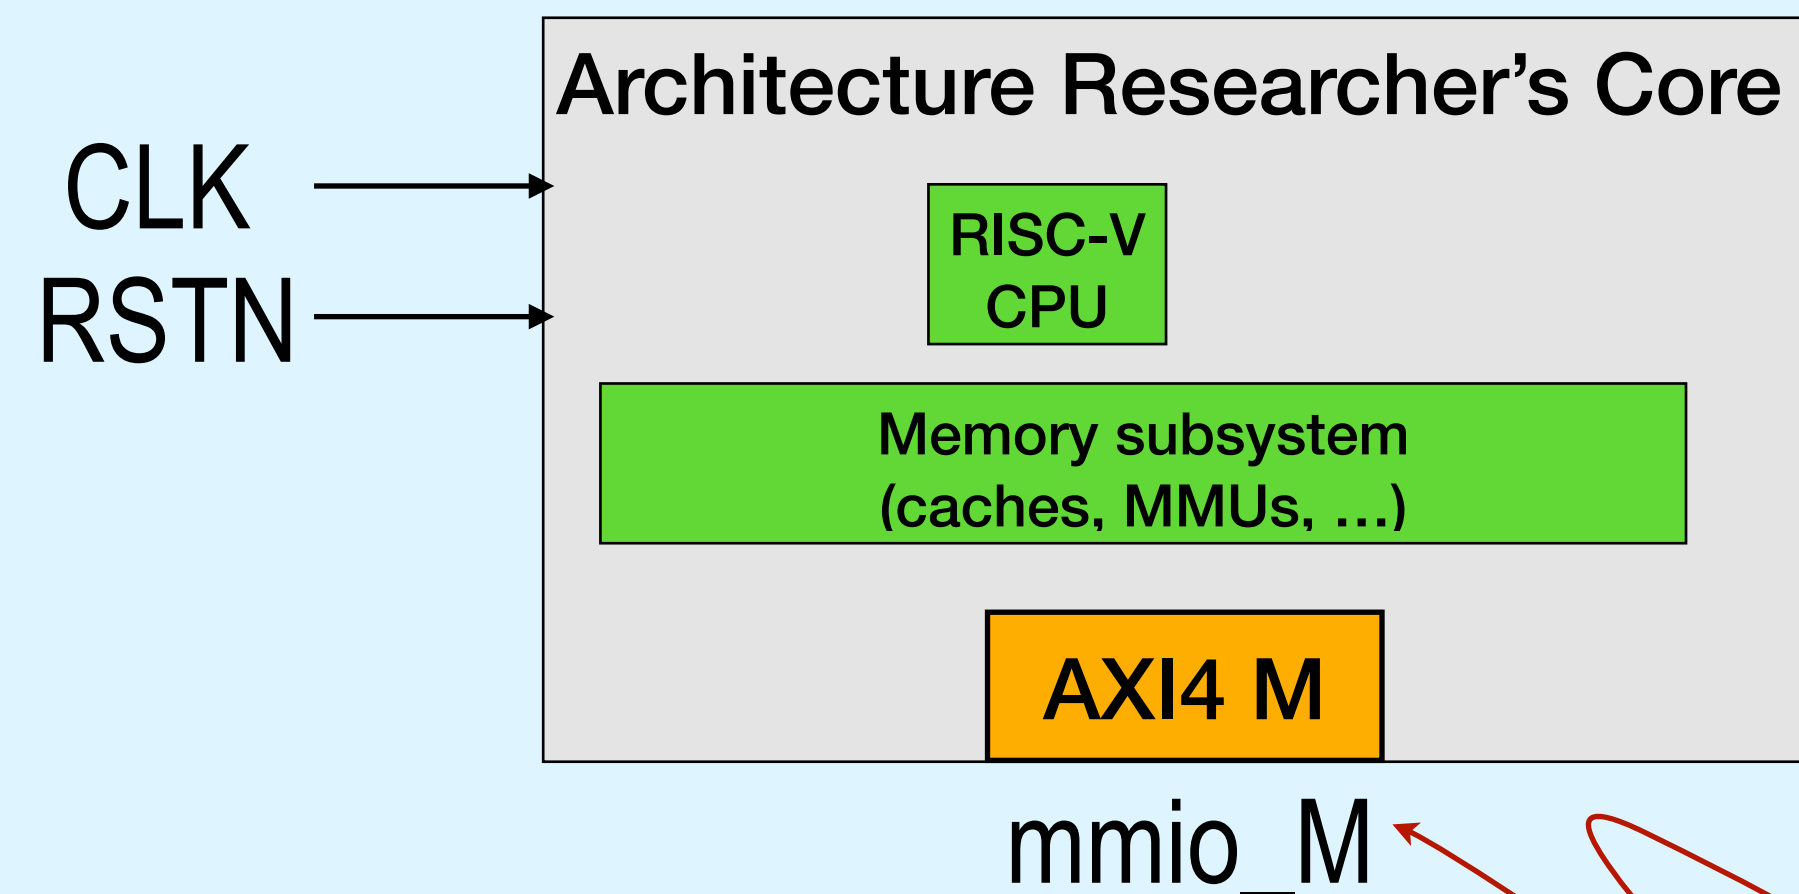 Architecture Researcher’s Core
CLK
RSTN
RISC-V
CPU
Memory subsystem
(caches, MMUs, …)
AXI4 M
mmio_M